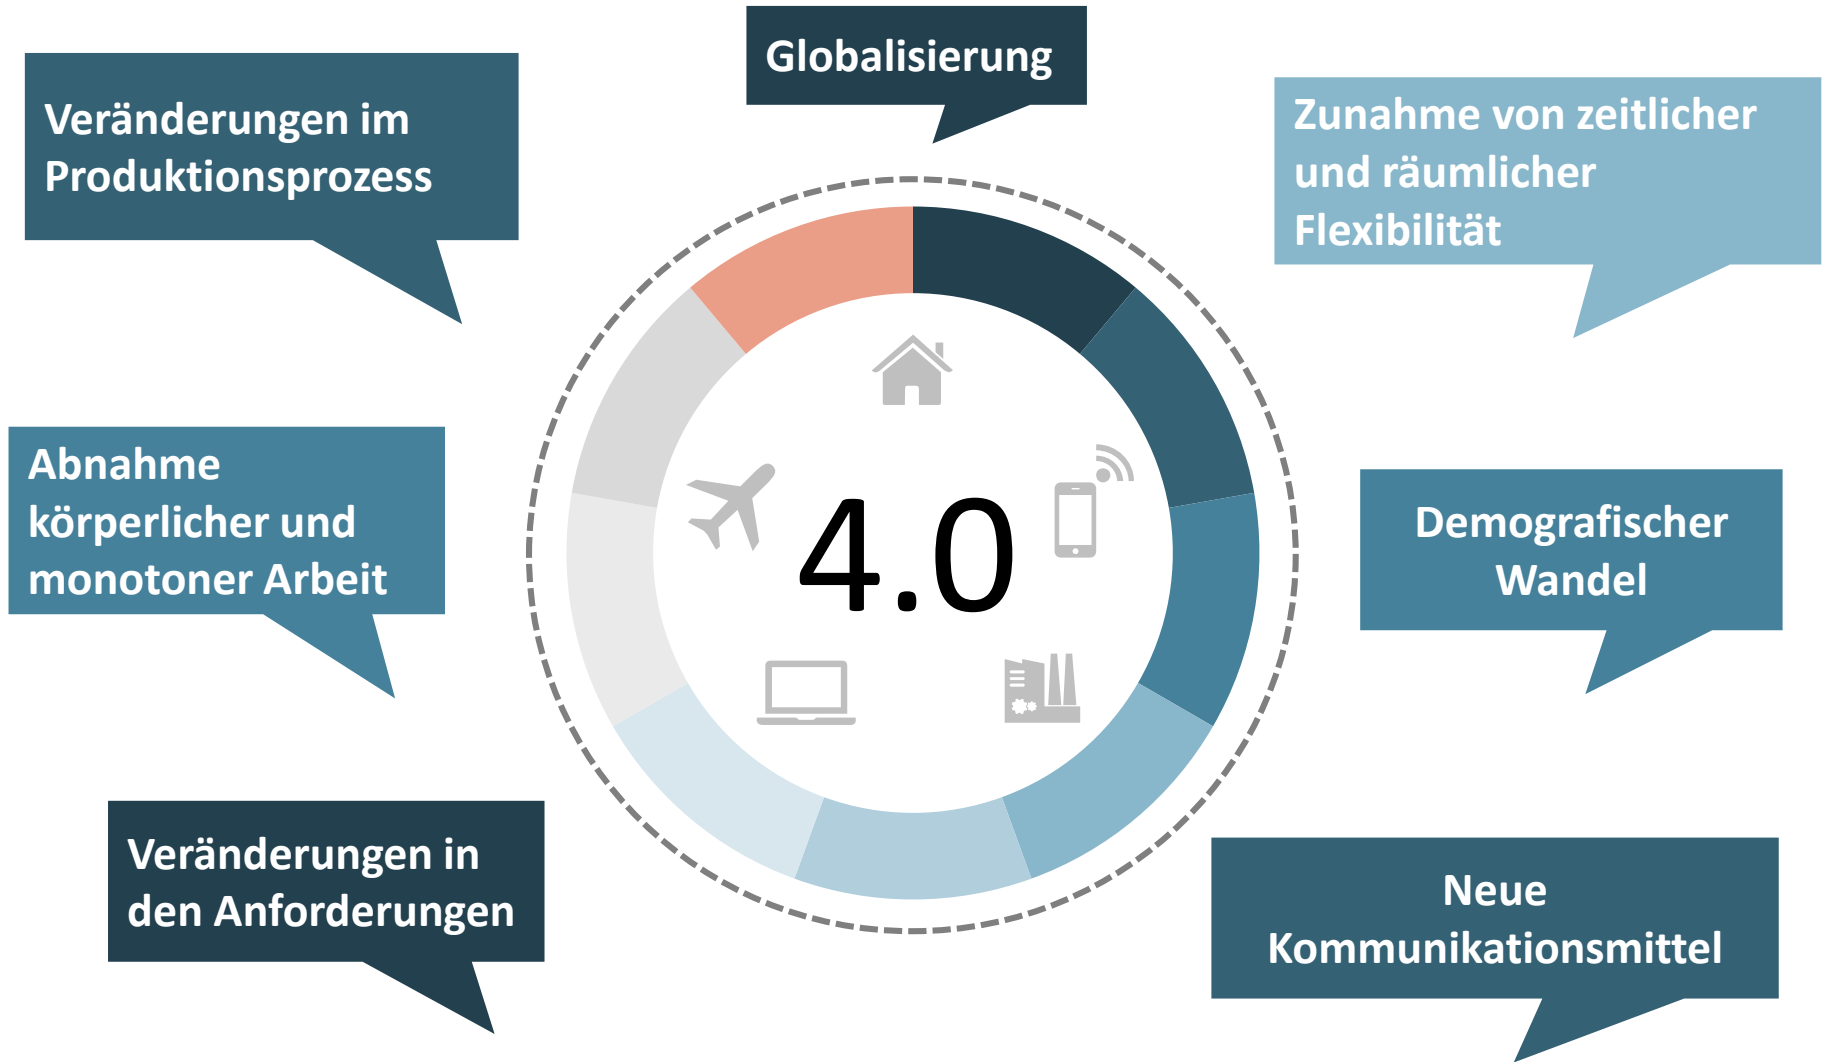 Globalisierung
Veränderungen im
Produktionsprozess
Zunahme von zeitlicher
und räumlicher
Flexibilität
Abnahme
körperlicher und
monotoner Arbeit
4.0
Demografischer
Wandel
Veränderungen in
den Anforderungen
Neue
Kommunikationsmittel